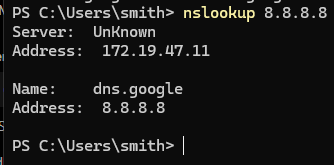 PS C:\Users\smith> nslookup 8.8.8.8
Server:  UnKnown
Address:  172.19.47.11

Name:    dns.google
Address:  8.8.8.8

PS C:\Users\smith>